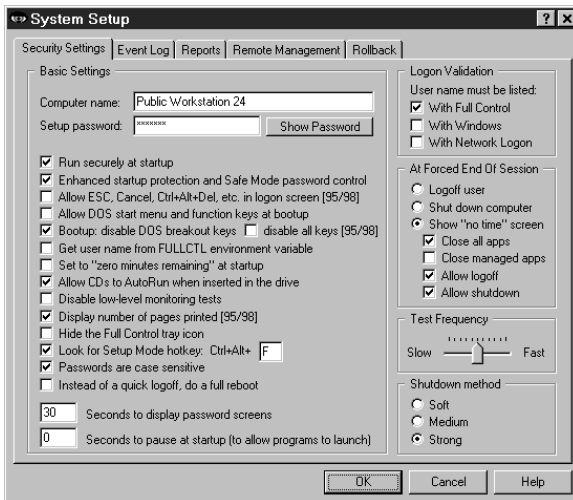 System Setup
Security Settings Event Log Reports Remote Management Rollback
Basic Settings
Computer name: Public Workstation 24
Setup password: ******* Show Password
Run securely at startup
Enhanced startup protection and Safe Mode password control
Allow ESC, Cancel, Ctrl+Alt+Del, etc. in logon screen [95/98]
Allow DOS start menu and function keys at bootup
Bootup: disable DOS breakout keys disable all keys [95/98]
Get user name from FULLCTL environment variable
Set to "zero minutes remaining" at startup
Allow CDs to AutoRun when inserted in the drive
Disable low-level monitoring tests
Display number of pages printed [95/98]
Hide the Full Control tray icon
Look for Setup Mode hotkey: Ctrl+Alt+ F
Passwords are case sensitive
Instead of a quick logoff, do a full reboot
30 Seconds to display password screens
0 Seconds to pause at startup (to allow programs to launch)
Logon Validation
User name must be listed:
With Full Control
With Windows
With Network Logon
At Forced End Of Session
Logoff user
Shut down computer
Show "no time" screen
Close all apps
Close managed apps
Allow logoff
Allow shutdown
Test Frequency
Slow Fast
Shutdown method
Soft
Medium
Strong
OK Cancel Help